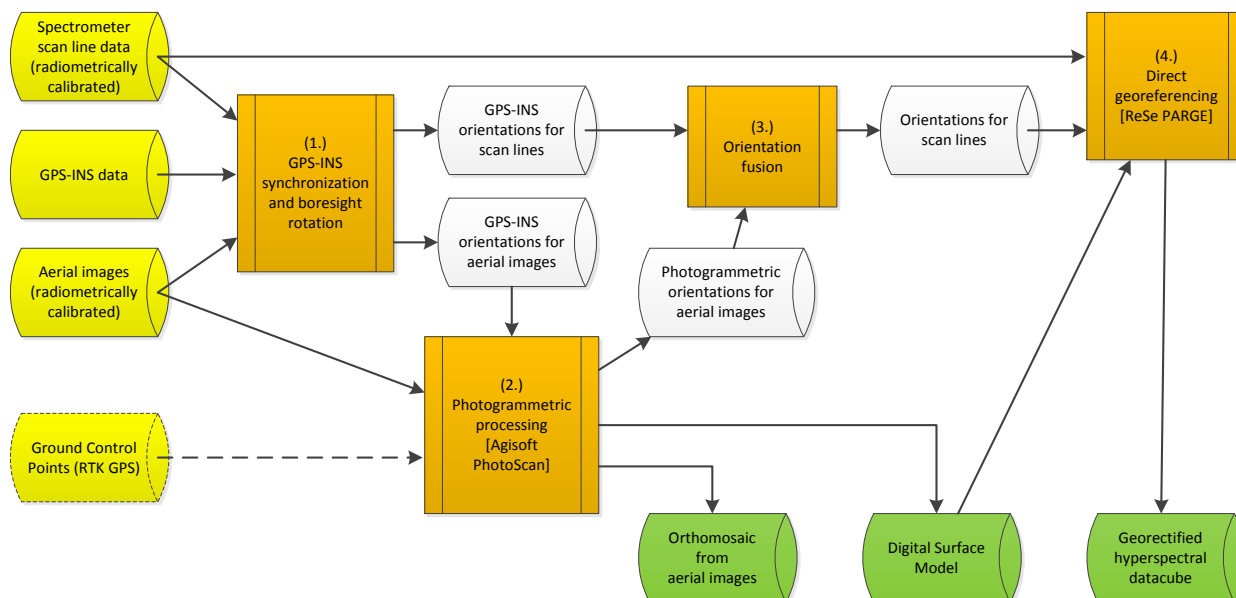 Spectrometer
scan line data
(radiometrically
calibrated)
GPS-INS data
Aerial images
(radiometrically
calibrated)
Ground Control
Points (RTK GPS)
(1.)
GPS-INS
synchronization
and boresight
rotation
GPS-INS
orientations for
scan lines
GPS-INS
orientations for
aerial images
(2.)
Photogrammetric
processing
[Agisoft
PhotoScan]
(3.)
Orientation
fusion
Photogrammetric
orientations for
aerial images
Orientations for
scan lines
(4.)
Direct
georeferencing
[ReSe PARGE]
Orthomosaic
from
aerial images
Digital Surface
Model
Georectified
hyperspectral
datacube